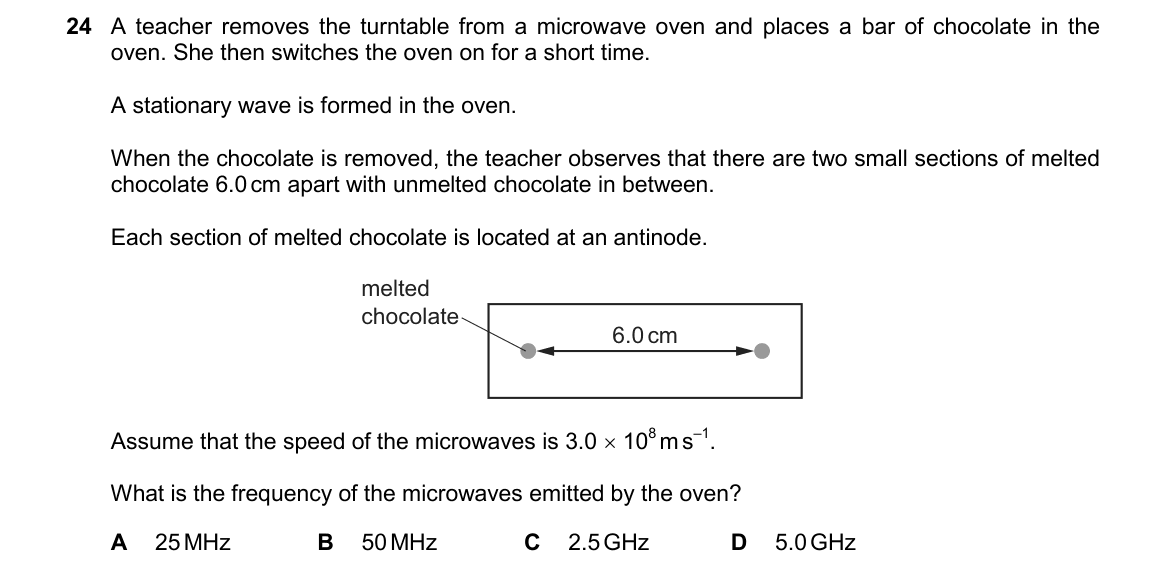 24 A teacher removes the turntable from a microwave oven and places a bar of chocolate in the
oven. She then switches the oven on for a short time.
A stationary wave is formed in the oven.
When the chocolate is removed, the teacher observes that there are two small sections of melted
chocolate 6.0 cm apart with unmelted chocolate in between.
Each section of melted chocolate is located at an antinode.
melted
chocolate
6.0 cm
Assume that the speed of the microwaves is 3.0 × 10⁸ m s⁻¹.
What is the frequency of the microwaves emitted by the oven?
A 25 MHz B 50 MHz C 2.5 GHz D 5.0 GHz